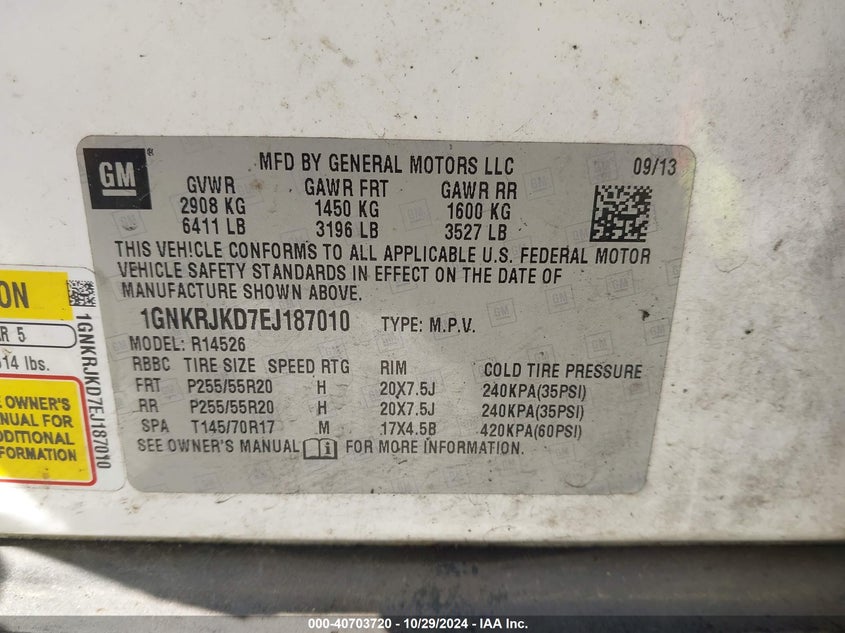 GM
MFD BY GENERAL MOTORS LLC 09/13
GVWR GAWR FRT GAWR RR
2908 KG 1450 KG 1600 KG
6411 LB 3196 LB 3527 LB
THIS VEHICLE CONFORMS TO ALL APPLICABLE U.S. FEDERAL MOTOR
VEHICLE SAFETY STANDARDS IN EFFECT ON THE DATE OF
MANUFACTURE SHOWN ABOVE.
1GNKRJKD7EJ187010 TYPE: M.P.V.
MODEL: R14526
RBBC TIRE SIZE SPEED RTG RIM COLD TIRE PRESSURE
FRT P255/55R20 H 20X7.5J 240KPA(35PSI)
RR P255/55R20 H 20X7.5J 240KPA(35PSI)
SPA T145/70R17 M 17X4.5B 420KPA(60PSI)
SEE OWNER'S MANUAL FOR MORE INFORMATION.
ON
R 5
14 lbs.
OWNER'S
FOR
INFORMATION
1GNKRJKD7EJ187010
000-40703720 - 10/29/2024 - IAA Inc.